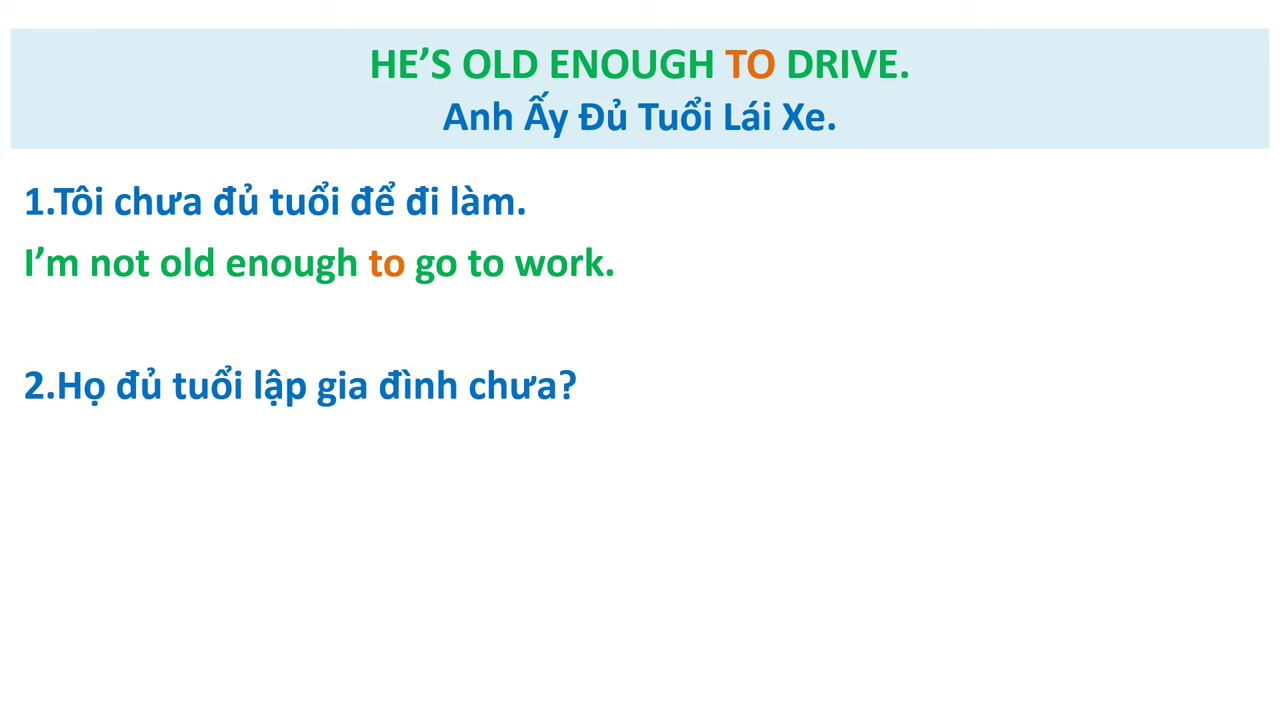 HE’S OLD ENOUGH TO DRIVE.
Anh Ấy Đủ Tuổi Lái Xe.
1.Tôi chưa đủ tuổi để đi làm.
I’m not old enough to go to work.
2.Họ đủ tuổi lập gia đình chưa?